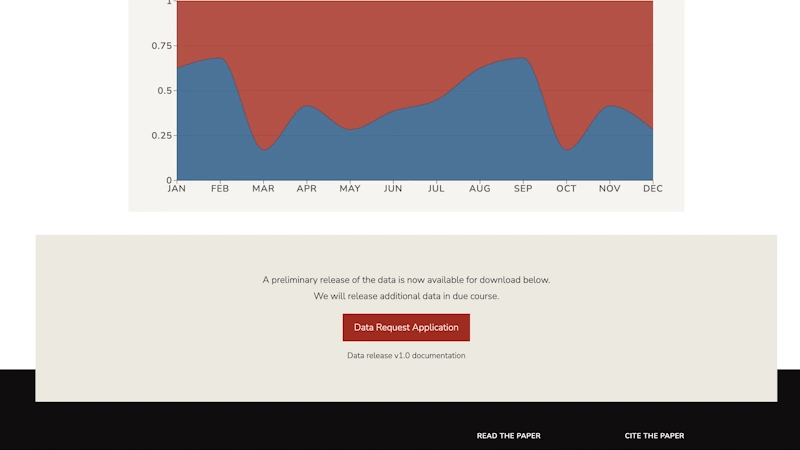 1
0.75
0.5
0.25
0
JAN FEB MAR APR MAY JUN JUL AUG SEP OCT NOV DEC
A preliminary release of the data is now available for download below.
We will release additional data in due course.
Data Request Application
Data release v1.0 documentation
READ THE PAPER CITE THE PAPER